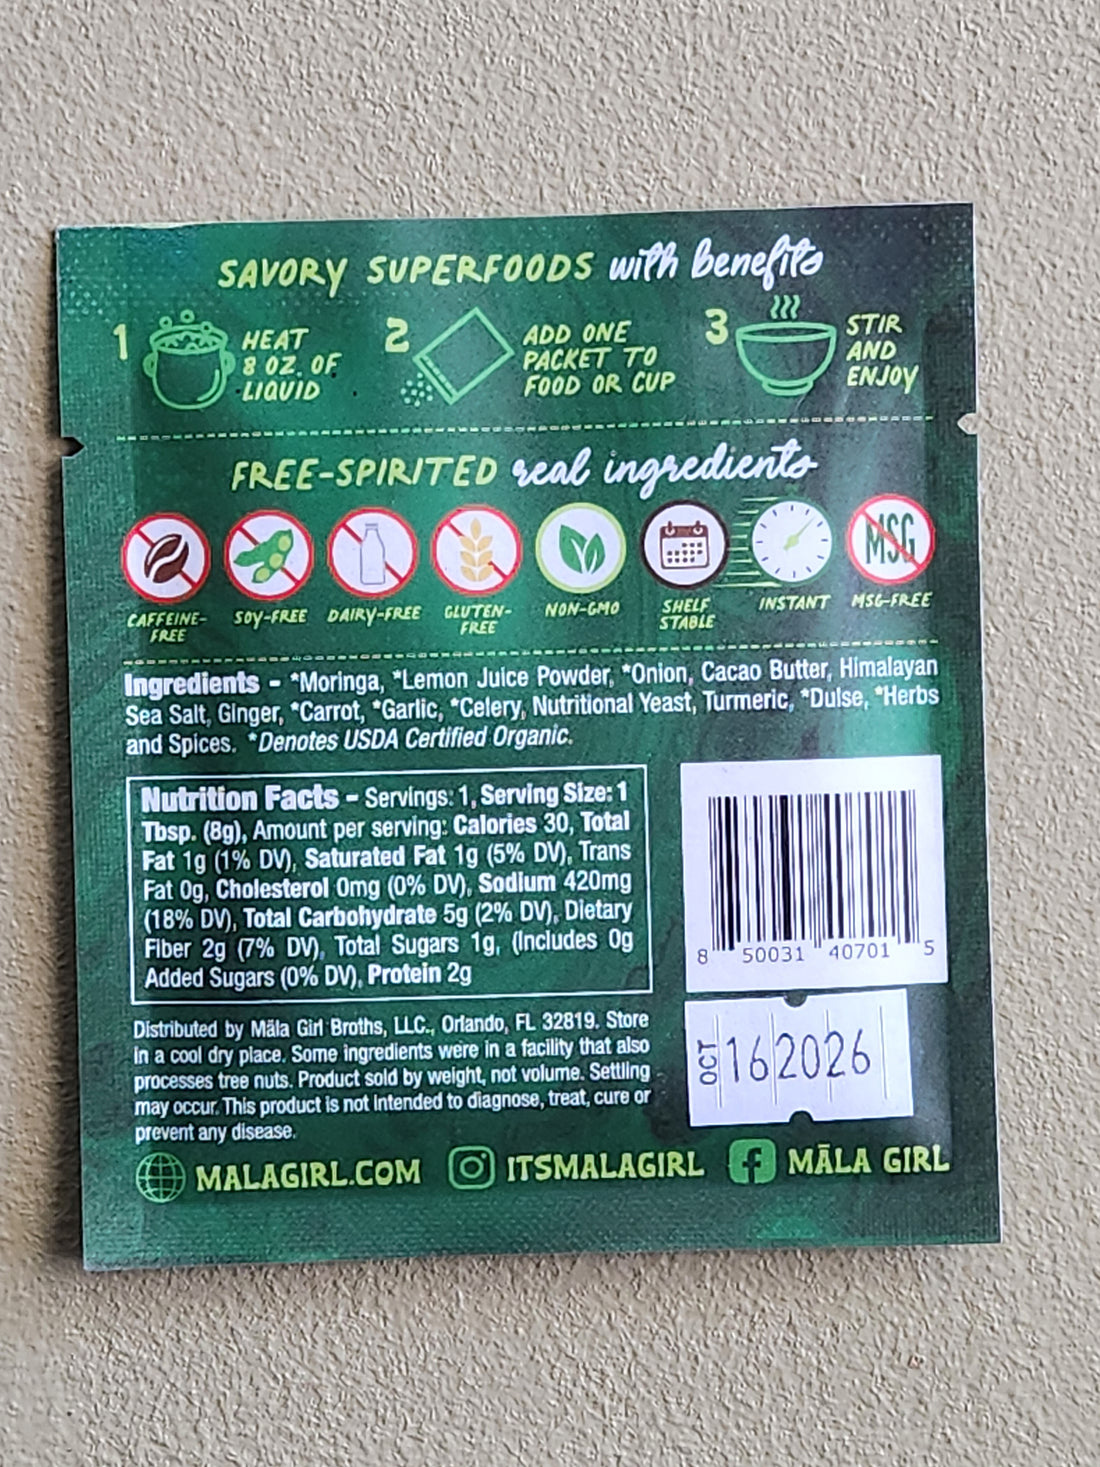 SAVORY SUPERFOODS with benefits
1 HEAT
8 OZ. OF
LIQUID
2 ADD ONE
PACKET TO
FOOD OR CUP
3 STIR
AND
ENJOY
FREE-SPIRITED real ingredients
MSG
CAFFEINE-
FREE
SOY-FREE
DAIRY-FREE
GLUTEN-
FREE
NON-GMO
SHELF
STABLE
INSTANT
MSG-FREE
Ingredients - *Moringa, *Lemon Juice Powder, *Onion, Cacao Butter, Himalayan
Sea Salt, Ginger, *Carrot, *Garlic, *Celery, Nutritional Yeast, Turmeric, *Dulse, *Herbs
and Spices. *Denotes USDA Certified Organic.
Nutrition Facts - Servings: 1, Serving Size: 1
Tbsp. (8g), Amount per serving: Calories 30, Total
Fat 1g (1% DV), Saturated Fat 1g (5% DV), Trans
Fat 0g, Cholesterol 0mg (0% DV), Sodium 420mg
(18% DV), Total Carbohydrate 5g (2% DV), Dietary
Fiber 2g (7% DV), Total Sugars 1g, (Includes 0g
Added Sugars (0% DV), Protein 2g
8 50031 40701 5
OCT 16 2026
Distributed by Mäla Girl Broths, LLC., Orlando, FL 32819. Store
in a cool dry place. Some ingredients were in a facility that also
processes tree nuts. Product sold by weight, not volume. Settling
may occur. This product is not intended to diagnose, treat, cure or
prevent any disease.
MALAGIRL.COM ITSMALAGIRL MĀLA GIRL